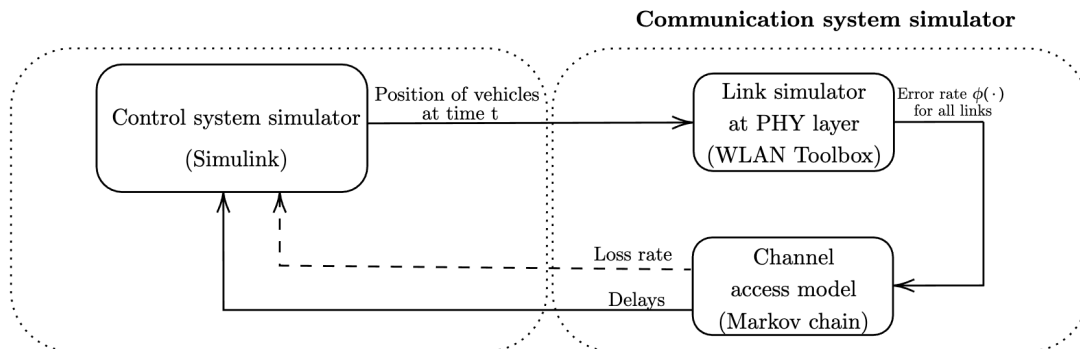 Communication system simulator
Control system simulator
(Simulink)
Position of vehicles
at time t
Link simulator
at PHY layer
(WLAN Toolbox)
Error rate ϕ(·)
for all links
Loss rate
Delays
Channel
access model
(Markov chain)